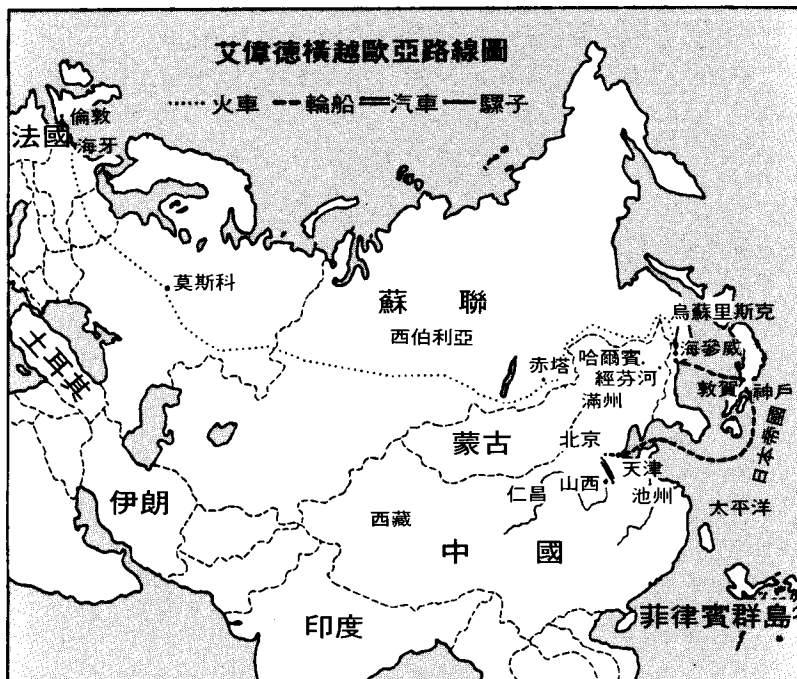 艾偉德橫越歐亞路線圖
火車 輪船 汽車 騾子
倫敦
法國
海牙
莫斯科
蘇聯
西伯利亞
烏蘇里斯克
海參威
赤塔
哈爾賓
經芬河
滿州
敦賀
神戶
日本帝國
土耳其
蒙古
北京
天津
池州
山西
仁昌
伊朗
西藏
中國
太平洋
印度
菲律賓群島